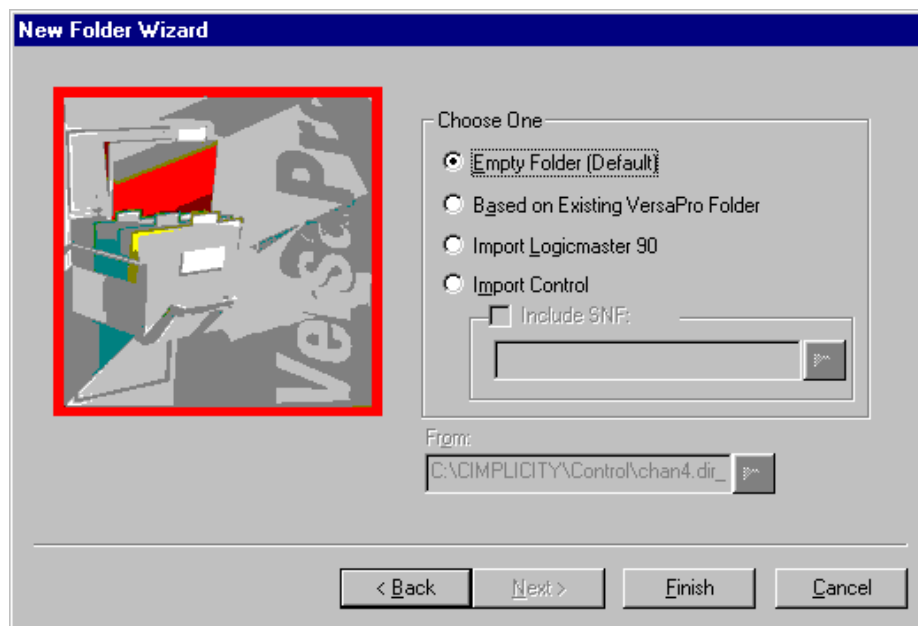 New Folder Wizard
VersaPro
Choose One
Empty Folder (Default)
Based on Existing VersaPro Folder
Import Logicmaster 90
Import Control
Include SNF:
From:
C:\CIMPLICITY\Control\chan4.dir_
< Back
Next >
Finish
Cancel